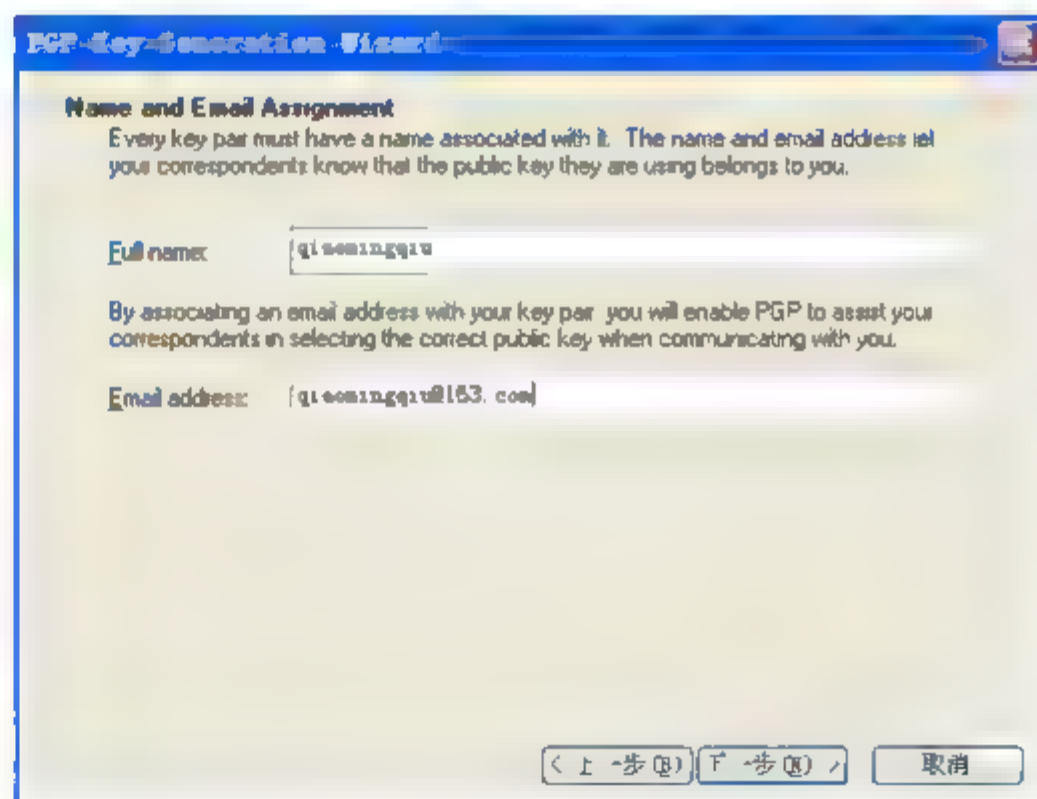 PGP Key Generation Wizard
Name and Email Assignment
Every key pair must have a name associated with it. The name and email address let
your correspondents know that the public key they are using belongs to you.
Full name:
By associating an email address with your key pair, you will enable PGP to assist your
correspondents in selecting the correct public key when communicating with you.
Email address: @163.com
< 上一步(B) 下一步(N) > 取消